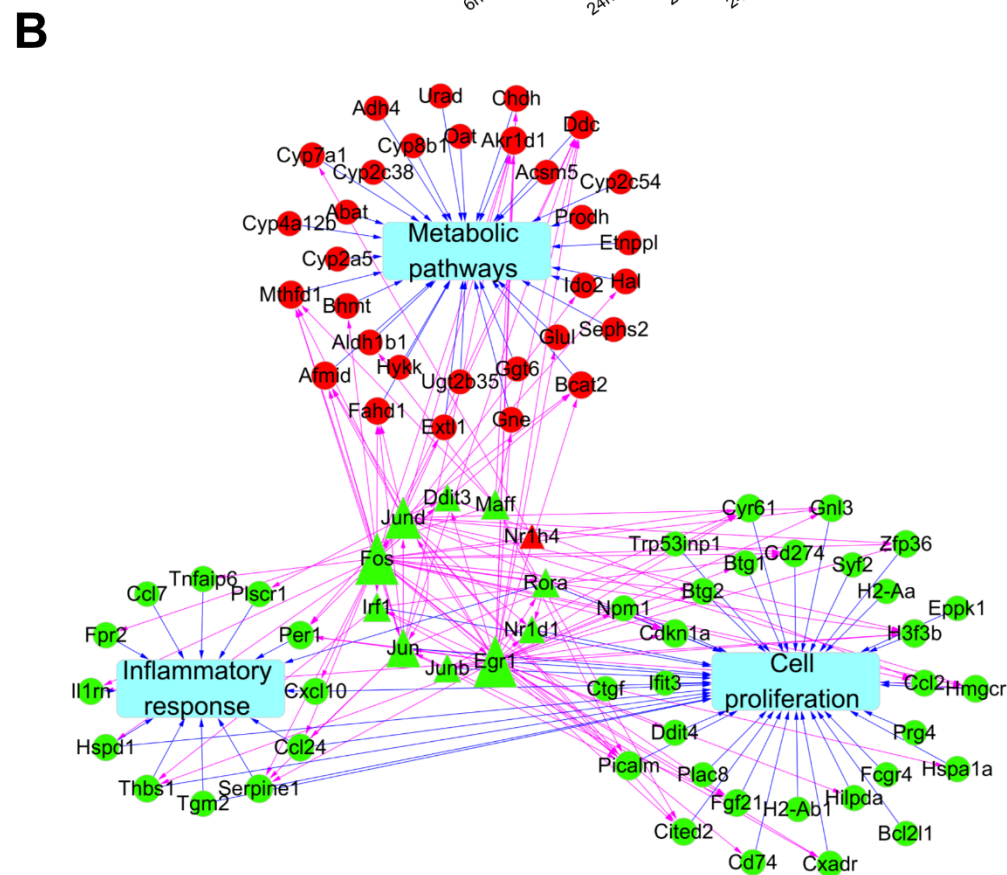 B
Urad
Chdh
Adh4
Ddc
Oat
Akr1d1
Cyp8b1
Cyp7a1
Cyp2c38
Acsm5
Cyp2c54
Abat
Prodh
Cyp4a12b
Metabolic
pathways
Etnppl
Cyp2a5
Ido2
Hal
Mthfd1
Bhmt
Sephs2
Glul
Aldh1b1
Hykk
Ggt6
Afmid
Ugt2b35
Bcat2
Fahd1
Extl1
Gne
Ddit3
Maff
Jund
Nr1h4
Fos
Rora
Irf1
Nr1d1
Jun
Junb
Egr1
Cyr61
Gnl3
Trp53inp1
Cd274
Zfp36
Btg1
Syf2
Btg2
H2-Aa
Npm1
Eppk1
Cdkn1a
H3f3b
Tnfaip6
Ccl7
Plscr1
Fpr2
Per1
Inflammatory
response
Cell
proliferation
Il1rn
Cxcl10
Ctgf
Ifit3
Ccl2
Hmgcr
Hspd1
Ccl24
Ddit4
Prg4
Thbs1
Tgm2
Serpine1
Picalm
Plac8
Fcgr4
Hspa1a
Fgf21
H2-Ab1
Hilpda
Cited2
Bcl2l1
Cd74
Cxadr